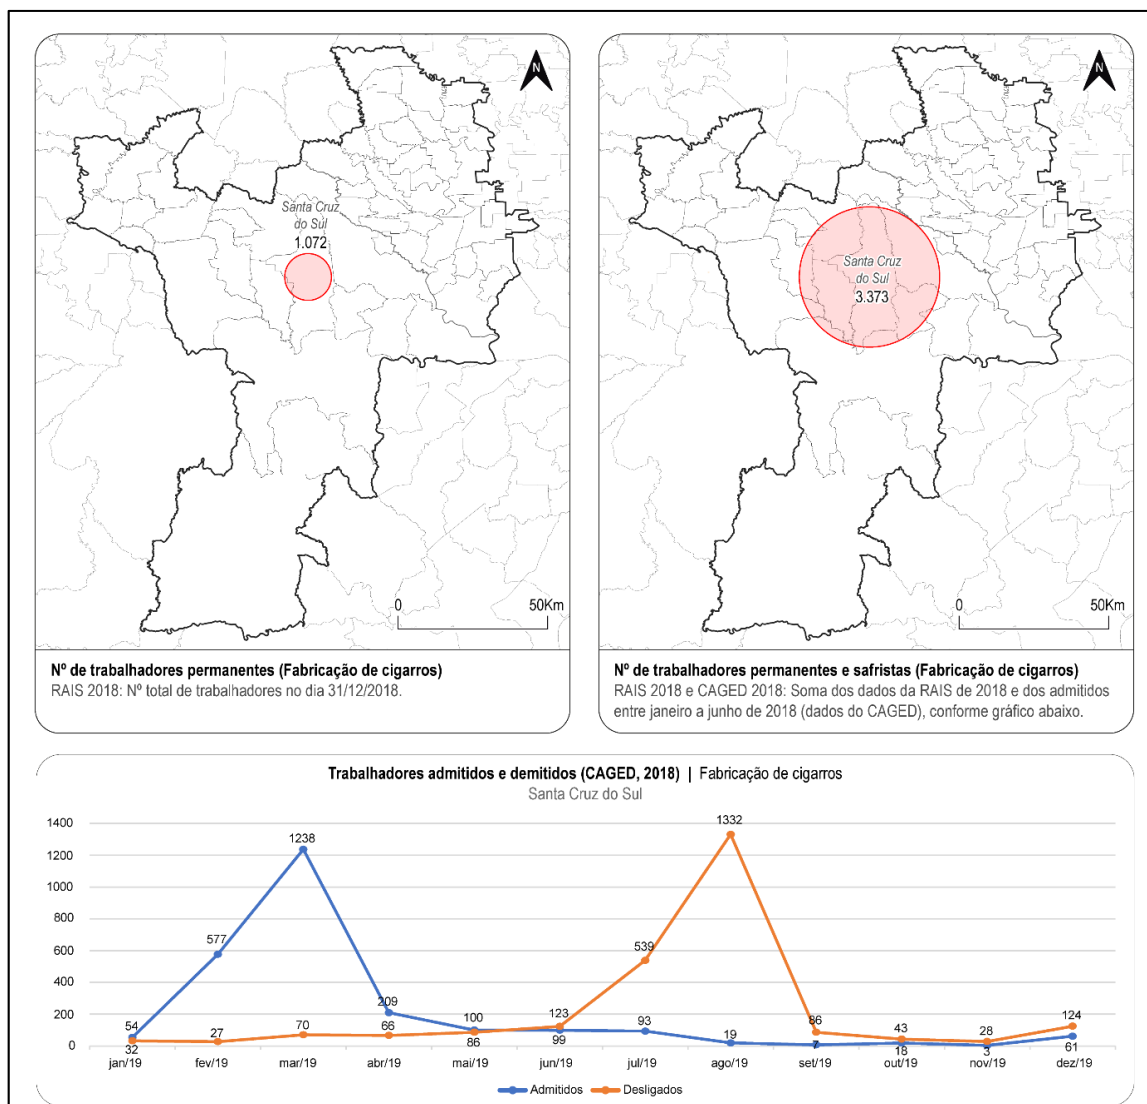 N
Santa Cruz
do Sul
1.072
0
50Km
Nº de trabalhadores permanentes (Fabricação de cigarros)
RAIS 2018: Nº total de trabalhadores no dia 31/12/2018.
N
Santa Cruz
do Sul
3.373
0
50Km
Nº de trabalhadores permanentes e safristas (Fabricação de cigarros)
RAIS 2018 e CAGED 2018: Soma dos dados da RAIS de 2018 e dos admitidos
entre janeiro a junho de 2018 (dados do CAGED), conforme gráfico abaixo.
Trabalhadores admitidos e demitidos (CAGED, 2018) | Fabricação de cigarros
Santa Cruz do Sul
1400
1200
1000
800
600
400
200
0
54
577
1238
209
100
99
93
19
7
18
3
61
32
27
70
66
86
123
539
1332
86
43
28
124
jan/19 fev/19 mar/19 abr/19 mai/19 jun/19 jul/19 ago/19 set/19 out/19 nov/19 dez/19
Admitidos Desligados